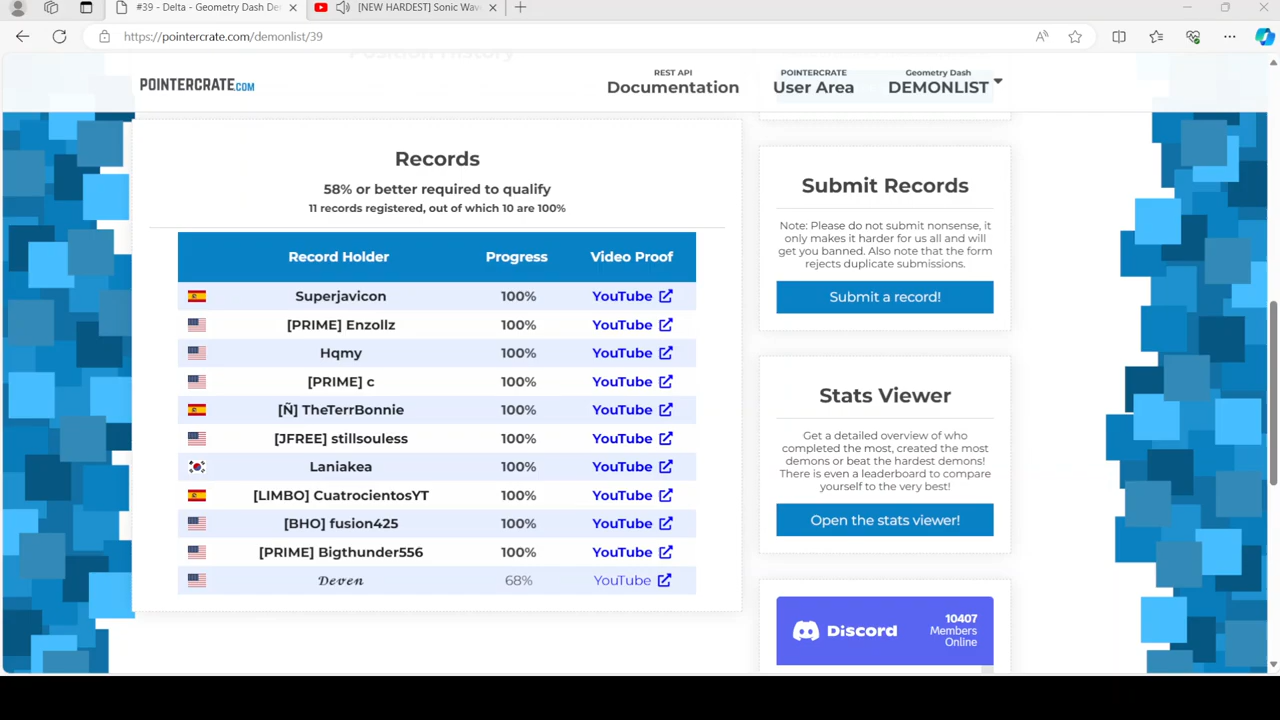 #39 - Delta - Geometry Dash De
[NEW HARDEST] Sonic Wav
https://pointercrate.com/demonlist/39
Position History
POINTERCRATE.COM
REST API
Documentation
POINTERCRATE
User Area
Geometry Dash
DEMONLIST
Records
58% or better required to qualify
11 records registered, out of which 10 are 100%
Record Holder Progress Video Proof
Superjavicon 100% YouTube
[PRIME] Enzollz 100% YouTube
Hqmy 100% YouTube
[PRIME] c 100% YouTube
[Ñ] TheTerrBonnie 100% YouTube
[JFREE] stillsouless 100% YouTube
Laniakea 100% YouTube
[LIMBO] CuatrocientosYT 100% YouTube
[BHO] fusion425 100% YouTube
[PRIME] Bigthunder556 100% YouTube
𝓓𝓮𝓿𝓮𝓷 68% YouTube
Submit Records
Note: Please do not submit nonsense, it
only makes it harder for us all and will
get you banned. Also note that the form
rejects duplicate submissions.
Submit a record!
Stats Viewer
Get a detailed overview of who
completed the most, created the most
demons or beat the hardest demons!
There is even a leaderboard to compare
yourself to the very best!
Open the stats viewer!
Discord
10407
Members
Online